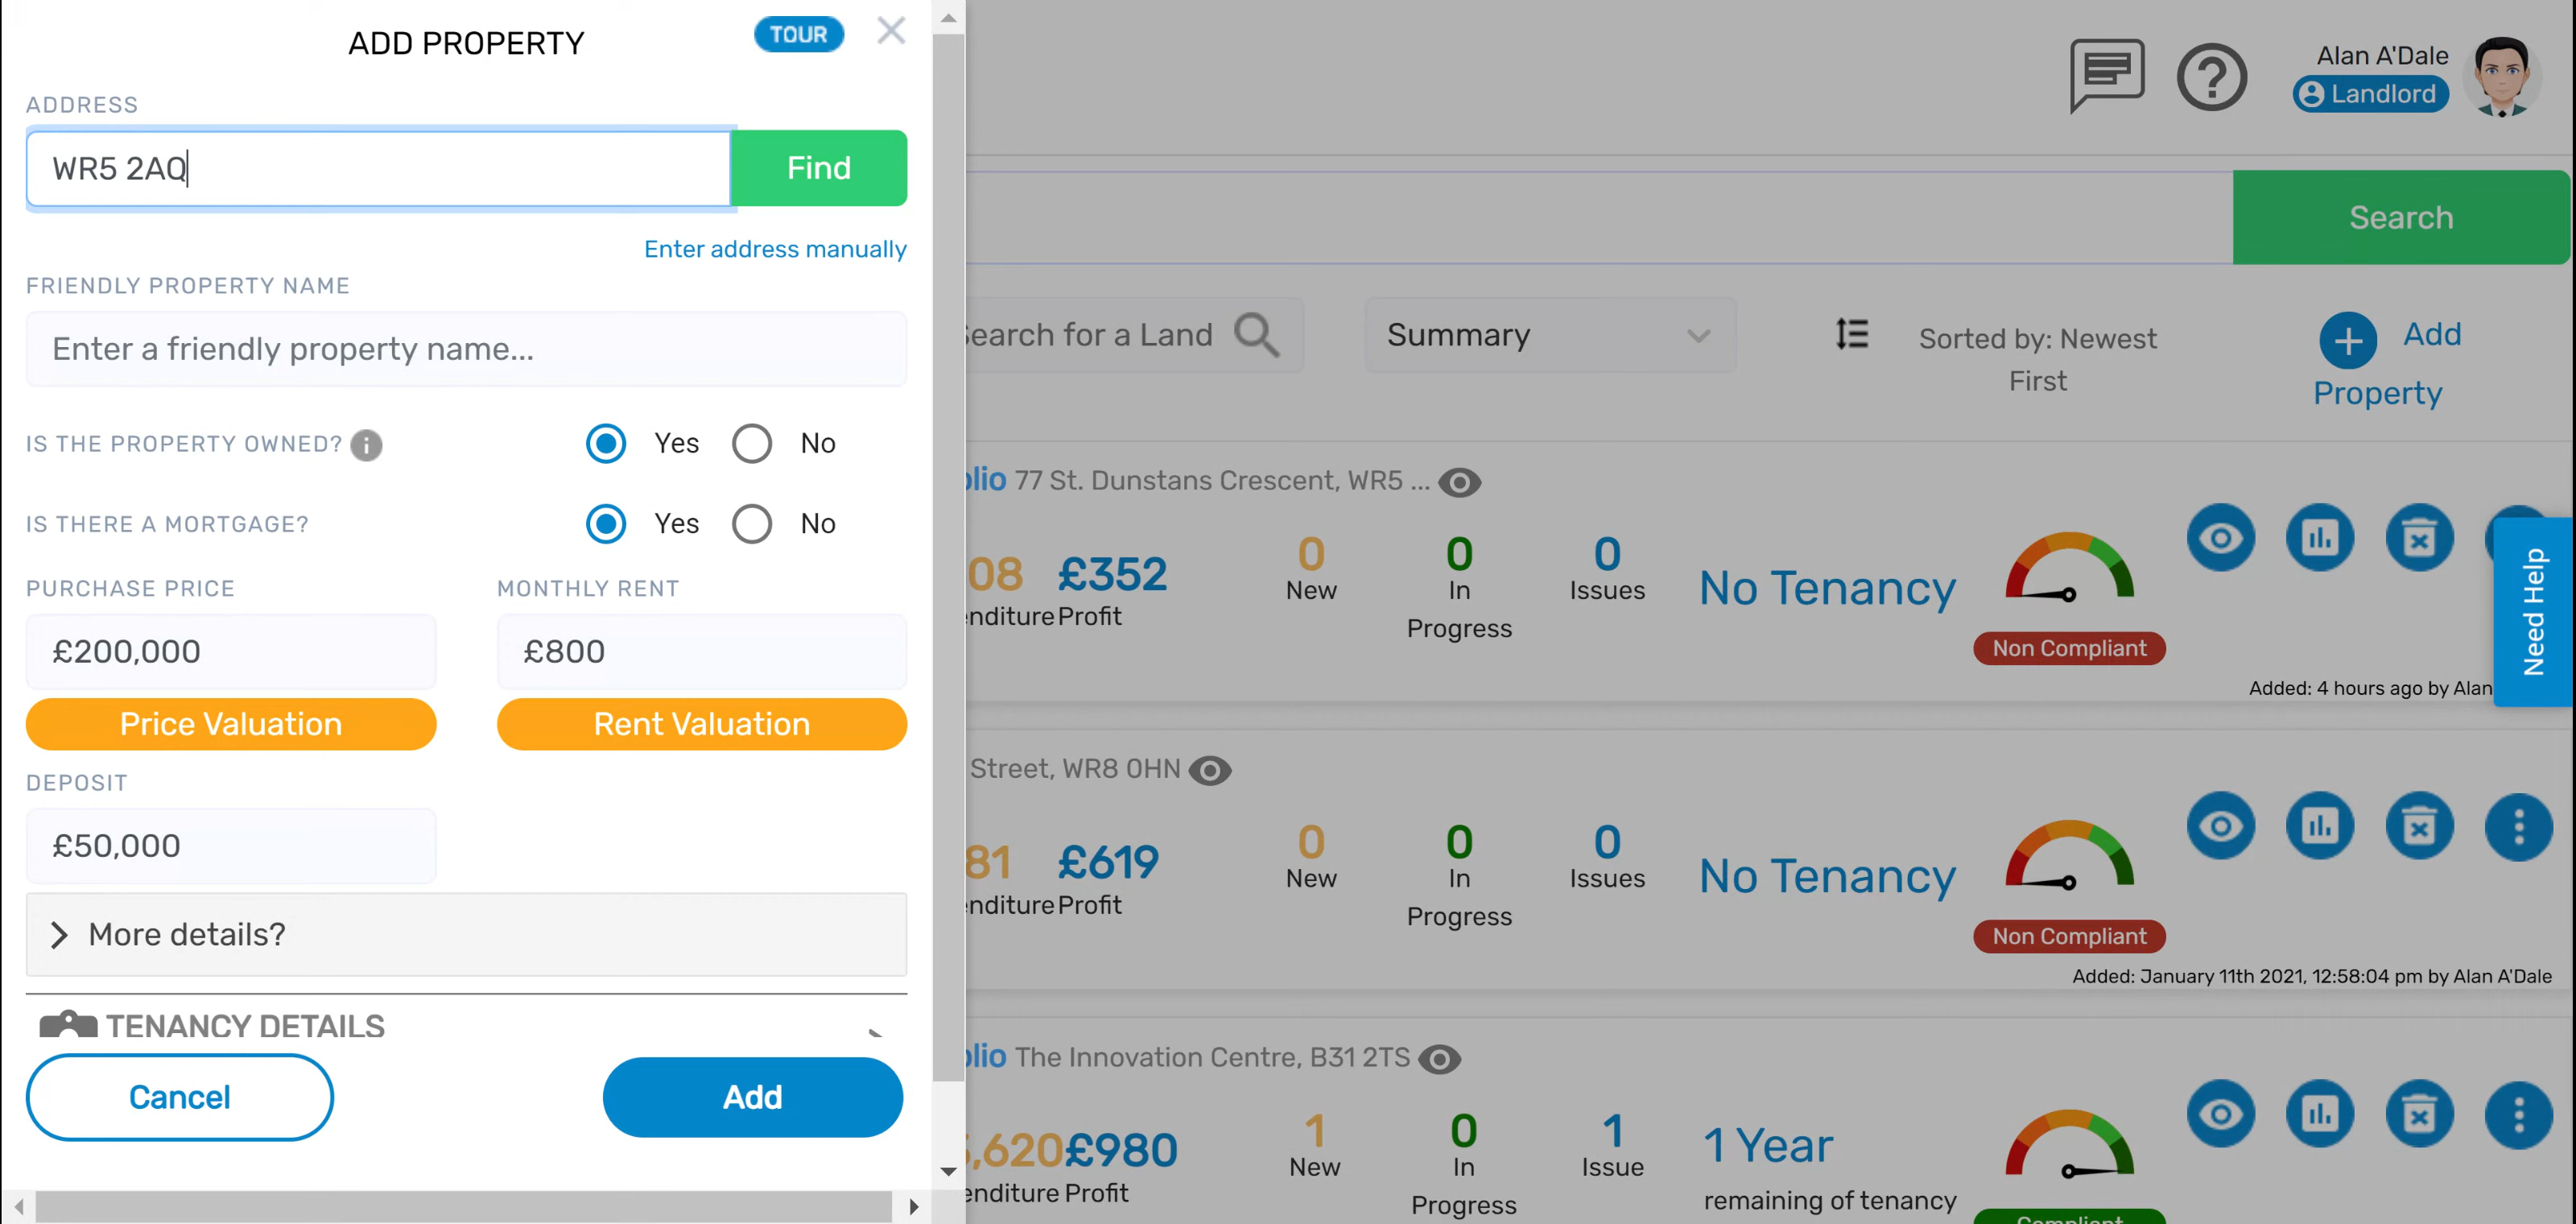 ADD PROPERTY
TOUR
ADDRESS
WR5 2AQ
Find
Enter address manually
FRIENDLY PROPERTY NAME
Enter a friendly property name...
IS THE PROPERTY OWNED?
Yes
No
IS THERE A MORTGAGE?
Yes
No
PURCHASE PRICE
MONTHLY RENT
£200,000
£800
Price Valuation
Rent Valuation
DEPOSIT
£50,000
More details?
TENANCY DETAILS
Cancel
Add
Alan A'Dale
Landlord
Search
Search for a Land
Summary
Sorted by: Newest
First
Add
Property
olio 77 St. Dunstans Crescent, WR5 ...
08 £352
enditure Profit
0
New
0
In
Progress
0
Issues
No Tenancy
Non Compliant
Added: 4 hours ago by Alan
Need Help
Street, WR8 0HN
81 £619
enditure Profit
0
New
0
In
Progress
0
Issues
No Tenancy
Non Compliant
Added: January 11th 2021, 12:58:04 pm by Alan A'Dale
olio The Innovation Centre, B31 2TS
,620 £980
enditure Profit
1
New
0
In
Progress
1
Issue
1 Year
remaining of tenancy
Compliant